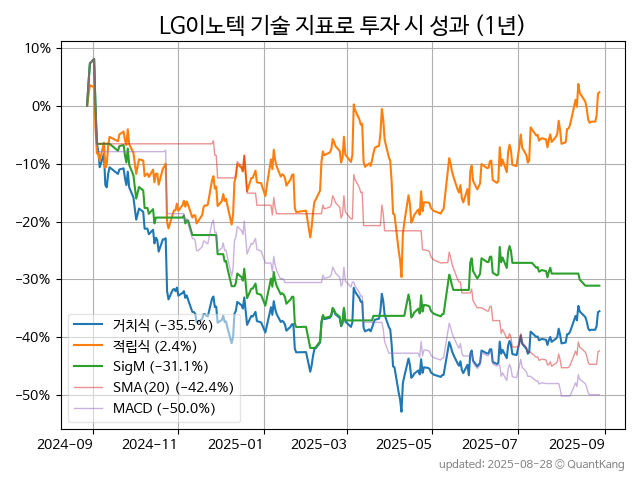 LG이노텍 기술 지표로 투자 시 성과 (1년)
10%
0%
−10%
−20%
−30%
−40%
−50%
거치식 (−35.5%)
적립식 (2.4%)
SigM (−31.1%)
SMA(20) (−42.4%)
MACD (−50.0%)
2024-09
2024-11
2025-01
2025-03
2025-05
2025-07
2025-09
updated: 2025-08-28 © QuantKang